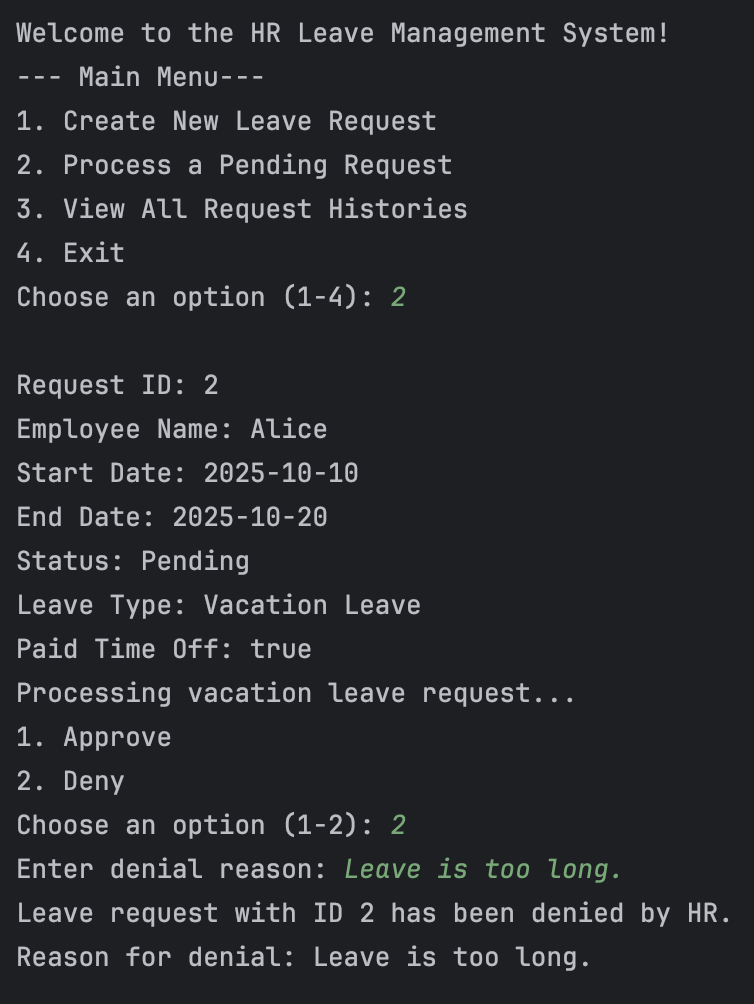 Welcome to the HR Leave Management System!
--- Main Menu---
1. Create New Leave Request
2. Process a Pending Request
3. View All Request Histories
4. Exit
Choose an option (1-4): 2
Request ID: 2
Employee Name: Alice
Start Date: 2025-10-10
End Date: 2025-10-20
Status: Pending
Leave Type: Vacation Leave
Paid Time Off: true
Processing vacation leave request...
1. Approve
2. Deny
Choose an option (1-2): 2
Enter denial reason: Leave is too long.
Leave request with ID 2 has been denied by HR.
Reason for denial: Leave is too long.